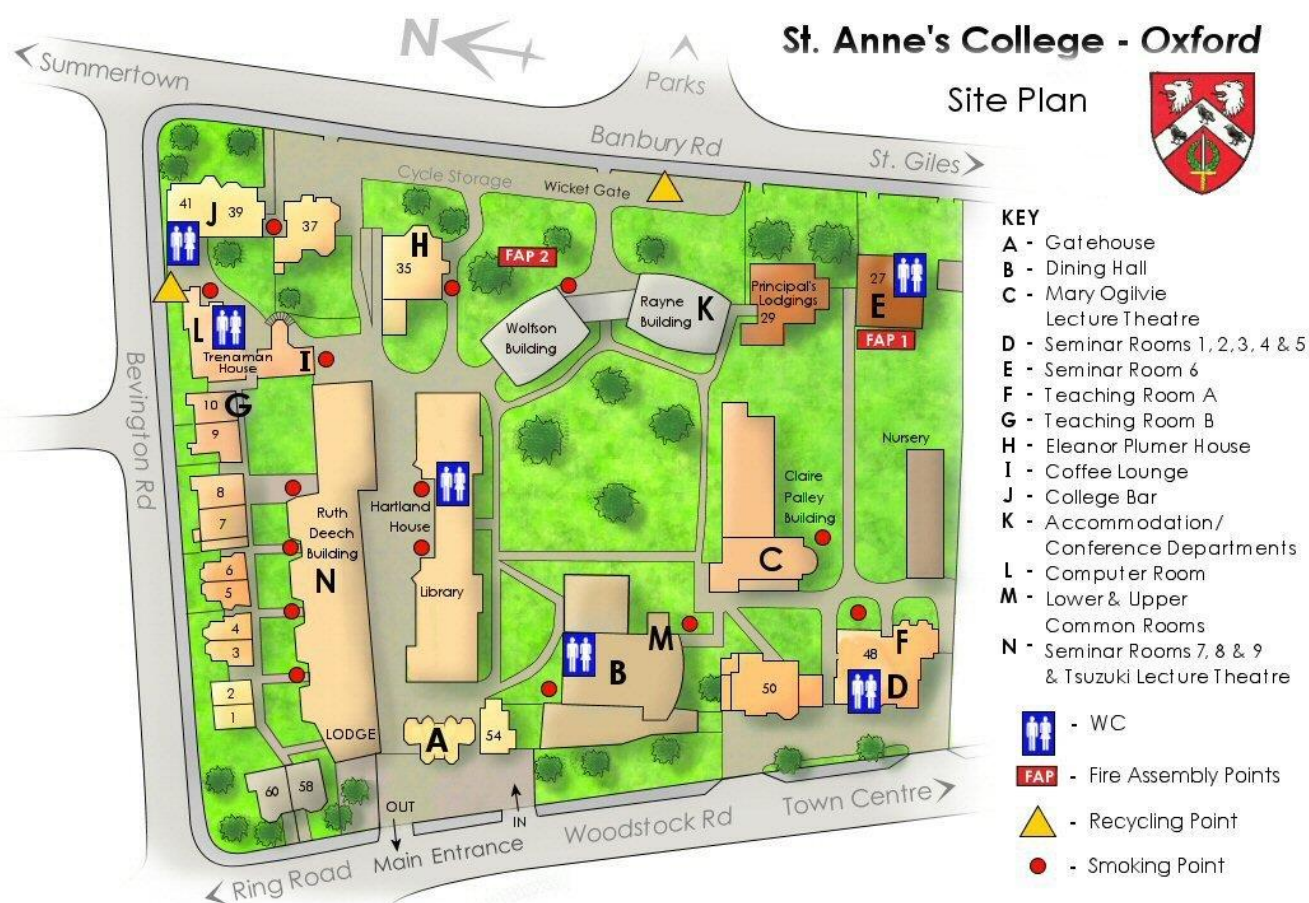 St. Anne's College - Oxford
Site Plan
N
Summertown
Parks
Banbury Rd
St. Giles
Cycle Storage
Wicket Gate
41
J
39
37
H
35
FAP 2
Wolfson
Building
Rayne
Building
K
Principal's
Lodgings
29
27
E
FAP 1
L
Trenaman
House
I
Bevington Rd
10
G
9
8
7
6
5
4
3
2
1
60
58
Ruth
Deech
Building
N
LODGE
Hartland
House
Library
A
54
B
M
Claire
Palley
Building
C
Nursery
50
48
F
D
OUT
IN
Main Entrance
Woodstock Rd
Town Centre
Ring Road
KEY
A - Gatehouse
B - Dining Hall
C - Mary Ogilvie
Lecture Theatre
D - Seminar Rooms 1, 2, 3, 4 & 5
E - Seminar Room 6
F - Teaching Room A
G - Teaching Room B
H - Eleanor Plumer House
I - Coffee Lounge
J - College Bar
K - Accommodation/
Conference Departments
L - Computer Room
M - Lower & Upper
Common Rooms
N - Seminar Rooms 7, 8 & 9
& Tsuzuki Lecture Theatre
- WC
FAP - Fire Assembly Points
- Recycling Point
- Smoking Point